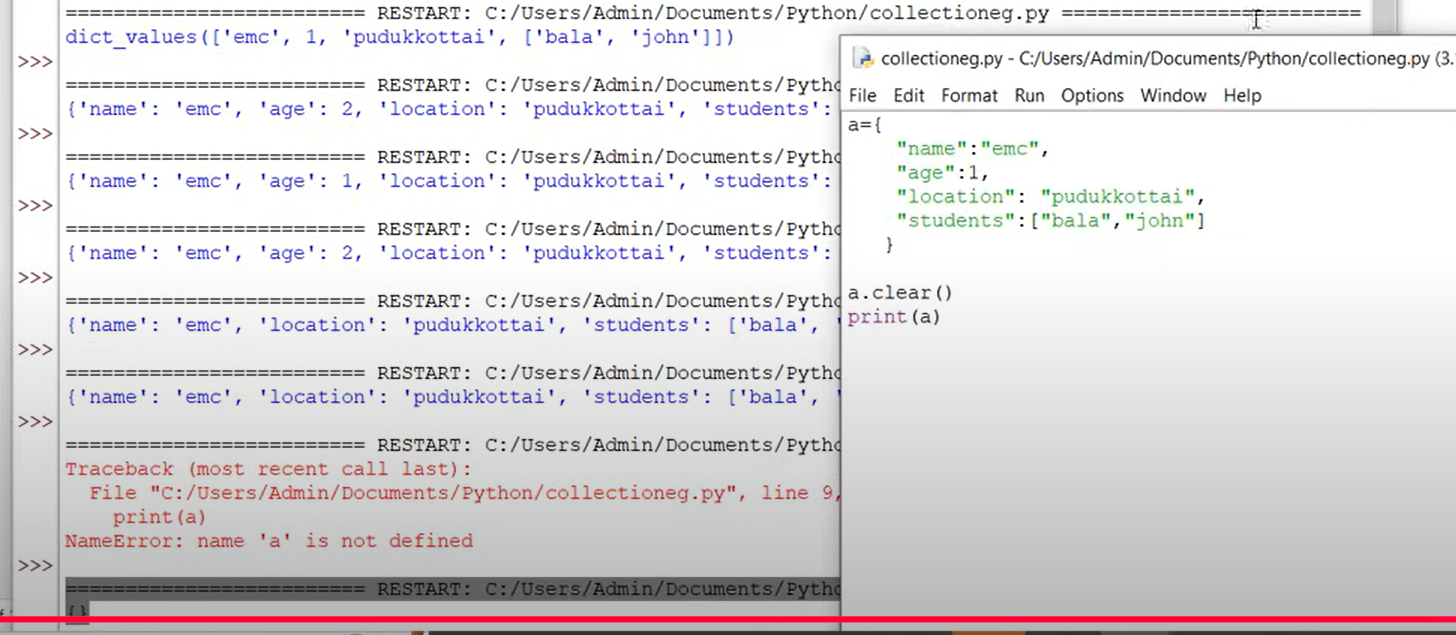 ======================== RESTART: C:/Users/Admin/Documents/Python/collectioneg.py ========================
dict_values(['emc', 1, 'pudukkottai', ['bala', 'john']])
>>>
======================== RESTART: C:/Users/Admin/Documents/Pytho
{'name': 'emc', 'age': 2, 'location': 'pudukkottai', 'students':
>>>
======================== RESTART: C:/Users/Admin/Documents/Pytho
{'name': 'emc', 'age': 1, 'location': 'pudukkottai', 'students':
>>>
======================== RESTART: C:/Users/Admin/Documents/Pytho
{'name': 'emc', 'age': 2, 'location': 'pudukkottai', 'students':
>>>
======================== RESTART: C:/Users/Admin/Documents/Pytho
{'name': 'emc', 'location': 'pudukkottai', 'students': ['bala', '
>>>
======================== RESTART: C:/Users/Admin/Documents/Pytho
{'name': 'emc', 'location': 'pudukkottai', 'students': ['bala', '
>>>
======================== RESTART: C:/Users/Admin/Documents/Pytho
Traceback (most recent call last):
File "C:/Users/Admin/Documents/Python/collectioneg.py", line 9,
print(a)
NameError: name 'a' is not defined
>>>
======================== RESTART: C:/Users/Admin/Documents/Pytho
{}
collectioneg.py - C:/Users/Admin/Documents/Python/collectioneg.py (3.
File Edit Format Run Options Window Help
a={
"name":"emc",
"age":1,
"location": "pudukkottai",
"students":["bala","john"]
}
a.clear()
print(a)